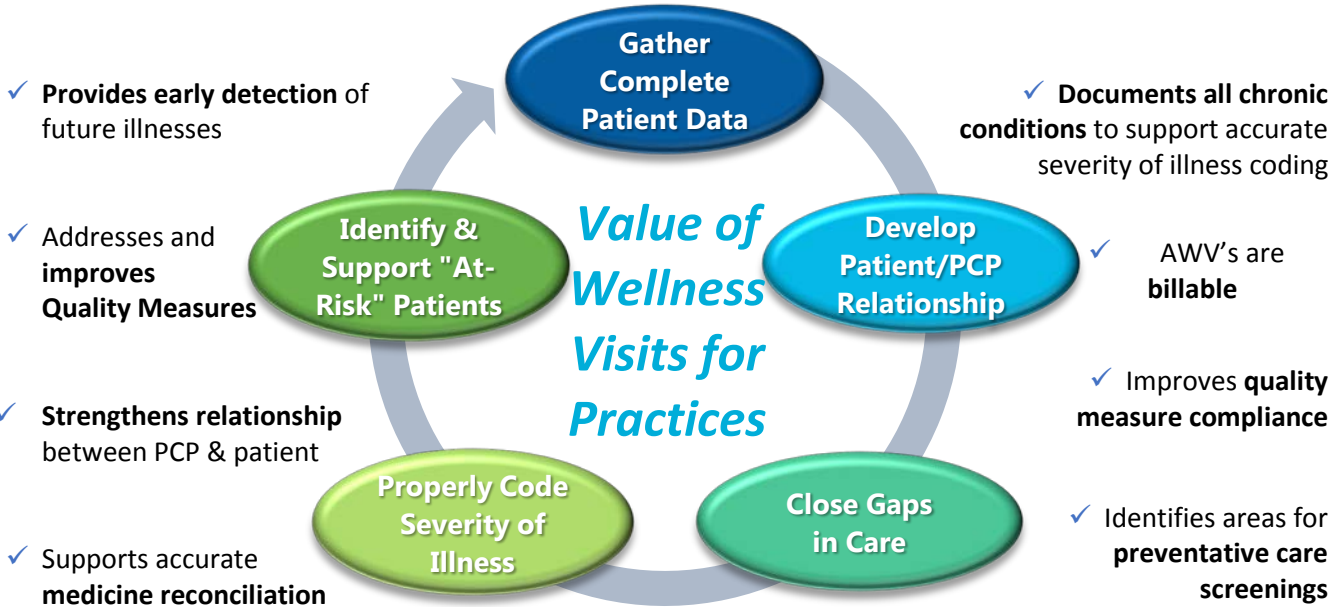 Gather
Complete
Patient Data
✓ Provides early detection of
future illnesses
✓ Documents all chronic
conditions to support accurate
severity of illness coding
Identify &
Support "At-
Risk" Patients
Value of
Wellness
Visits for
Practices
Develop
Patient/PCP
Relationship
✓ Addresses and
improves
Quality Measures
✓ AWV's are
billable
✓ Strengthens relationship
between PCP & patient
✓ Improves quality
measure compliance
Properly Code
Severity of
Illness
Close Gaps
in Care
✓ Supports accurate
medicine reconciliation
✓ Identifies areas for
preventative care
screenings